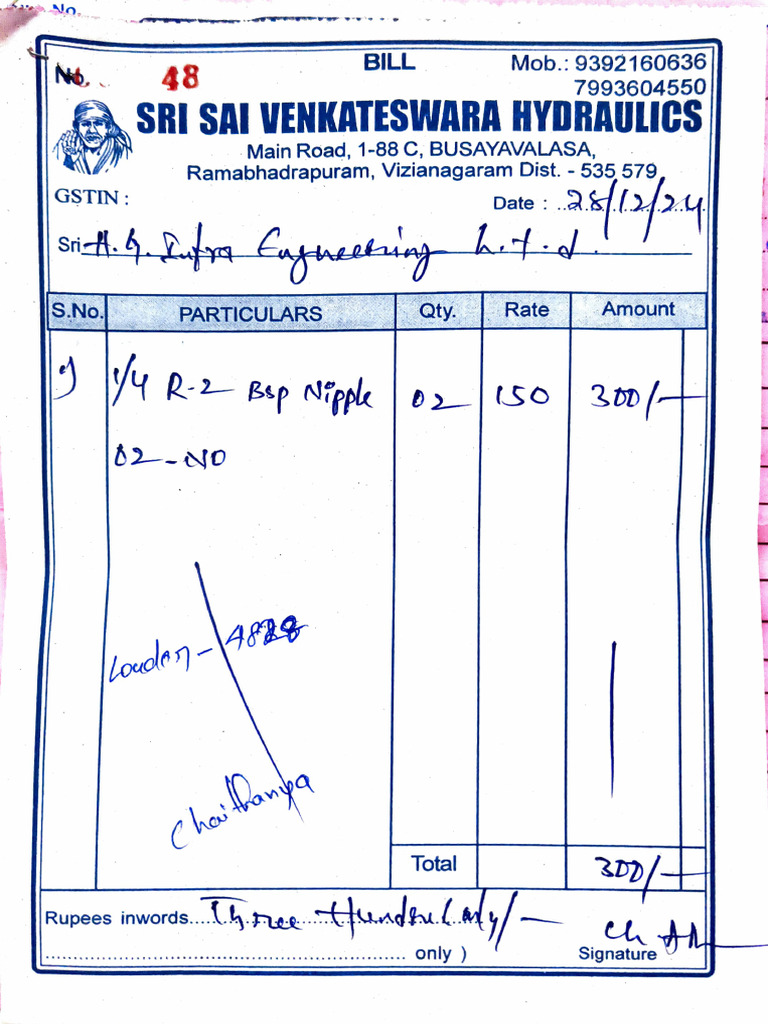 No.
No. 48
BILL
Mob.: 9392160636
7993604550
SRI SAI VENKATESWARA HYDRAULICS
Main Road, 1-88 C, BUSAYAVALASA,
Ramabhadrapuram, Vizianagaram Dist. - 535 579
GSTIN :
Date : 28/12/24
Sri H.G. Infra Engineering L.t.d.
S.No. PARTICULARS Qty. Rate Amount
1) 1/4 R-2 Bsp Nipple 02 150 300/-
02-NO
Loader - 4828
Chaithanya
Total 300/-
Rupees inwords Three Hundred only/-
only )
Signature